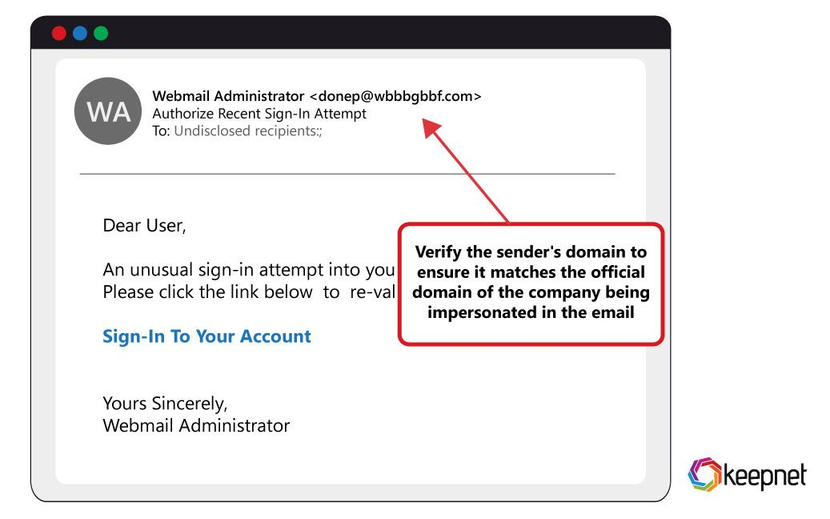 WA
Webmail Administrator <donep@wbbbgbbf.com>
Authorize Recent Sign-In Attempt
To: Undisclosed recipients:;
Dear User,
An unusual sign-in attempt into you
Please click the link below to re-val
Verify the sender's domain to
ensure it matches the official
domain of the company being
impersonated in the email
Sign-In To Your Account
Yours Sincerely,
Webmail Administrator
keepnet